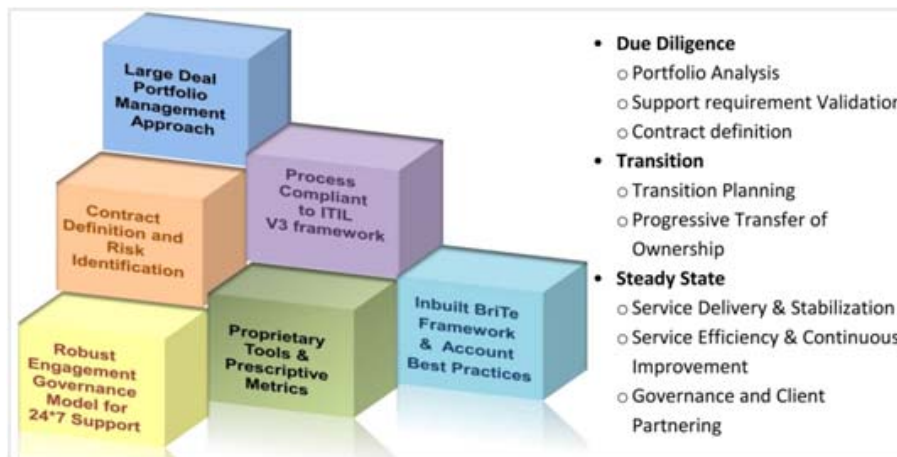 Large Deal
Portfolio
Management
Approach
Contract
Definition and
Risk
Identification
Process
Compliant
to ITIL
V3 framework
Robust
Engagement
Governance
Model for
24*7 Support
Proprietary
Tools &
Prescriptive
Metrics
Inbuilt BriTe
Framework
& Account
Best Practices
• Due Diligence
o Portfolio Analysis
o Support requirement Validation
o Contract definition
• Transition
o Transition Planning
o Progressive Transfer of
Ownership
• Steady State
o Service Delivery & Stabilization
o Service Efficiency & Continuous
Improvement
o Governance and Client
Partnering